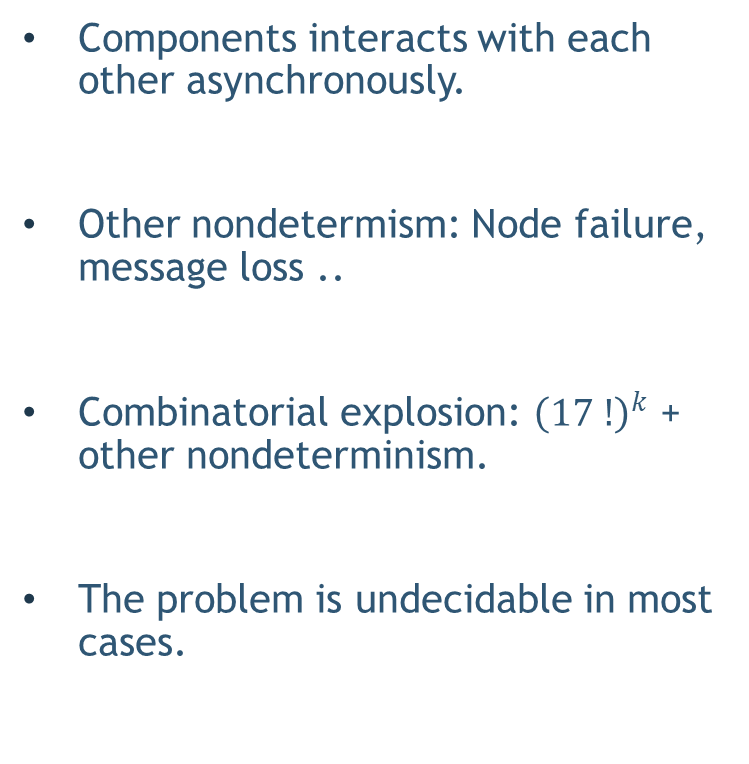 • Components interacts with each
other asynchronously.
• Other nondetermism: Node failure,
message loss ..
• Combinatorial explosion: (17 !)^k +
other nondeterminism.
• The problem is undecidable in most
cases.